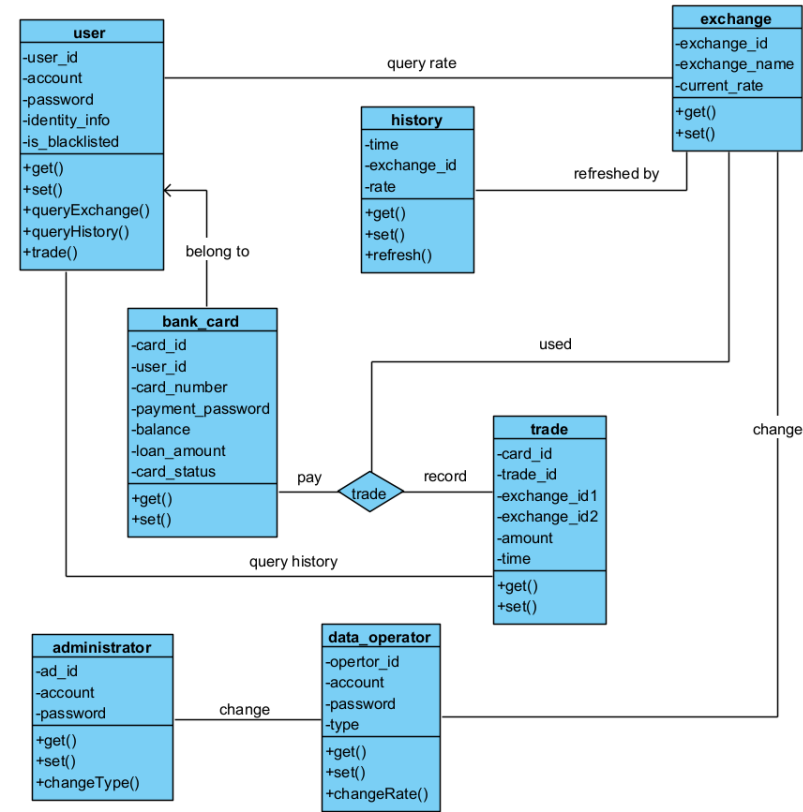 user
-user_id
-account
-password
-identity_info
-is_blacklisted
+get()
+set()
+queryExchange()
+queryHistory()
+trade()
query rate
exchange
-exchange_id
-exchange_name
-current_rate
+get()
+set()
history
-time
-exchange_id
-rate
+get()
+set()
+refresh()
refreshed by
belong to
bank_card
-card_id
-user_id
-card_number
-payment_password
-balance
-loan_amount
-card_status
+get()
+set()
used
pay
trade
record
trade
-card_id
-trade_id
-exchange_id1
-exchange_id2
-amount
-time
+get()
+set()
change
query history
administrator
-ad_id
-account
-password
+get()
+set()
+changeType()
change
data_operator
-opertor_id
-account
-password
-type
+get()
+set()
+changeRate()